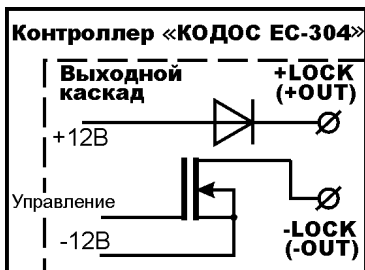 Контроллер «КОДОС ЕС-304»
Выходной
каскад
+LOCK
(+OUT)
+12В
Управление
-12В
-LOCK
(-OUT)